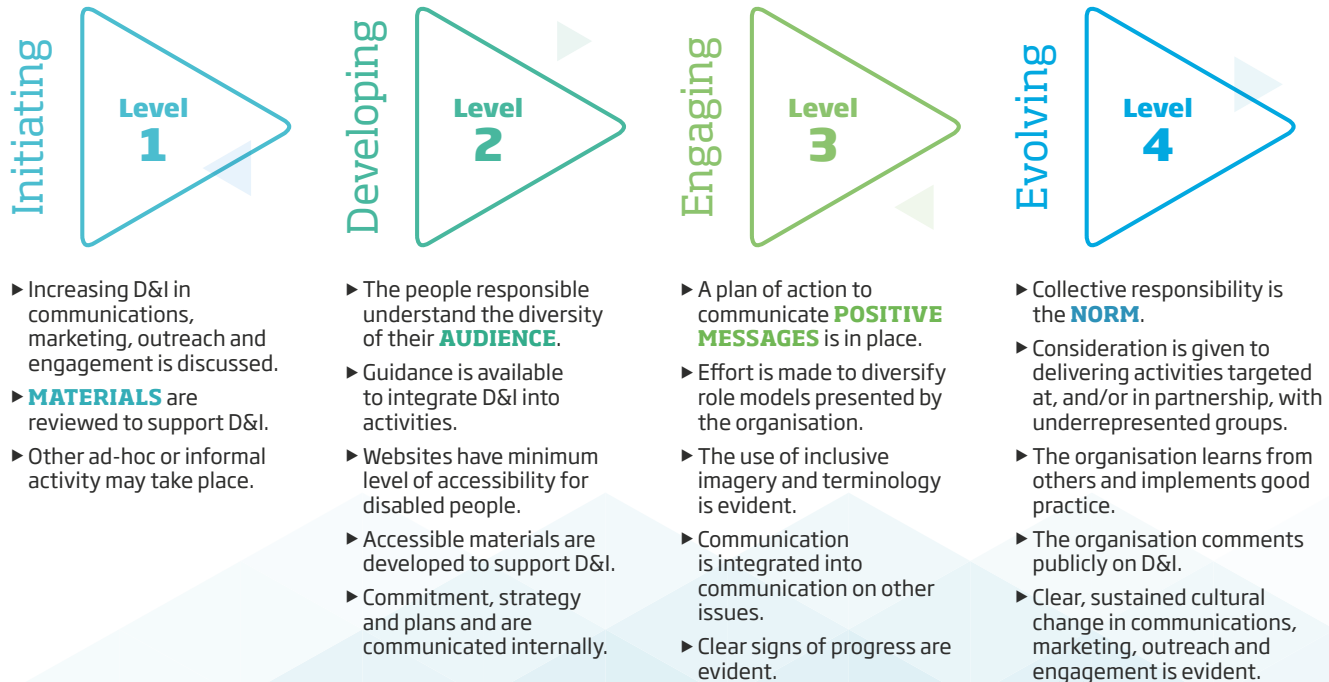 Initiating
Level
1
► Increasing D&I in
communications,
marketing, outreach and
engagement is discussed.
► MATERIALS are
reviewed to support D&I.
► Other ad-hoc or informal
activity may take place.
Developing
Level
2
► The people responsible
understand the diversity
of their AUDIENCE.
► Guidance is available
to integrate D&I into
activities.
► Websites have minimum
level of accessibility for
disabled people.
► Accessible materials are
developed to support D&I.
► Commitment, strategy
and plans and are
communicated internally.
Engaging
Level
3
► A plan of action to
communicate POSITIVE
MESSAGES is in place.
► Effort is made to diversify
role models presented by
the organisation.
► The use of inclusive
imagery and terminology
is evident.
► Communication
is integrated into
communication on other
issues.
► Clear signs of progress are
evident.
Evolving
Level
4
► Collective responsibility is
the NORM.
► Consideration is given to
delivering activities targeted
at, and/or in partnership, with
underrepresented groups.
► The organisation learns from
others and implements good
practice.
► The organisation comments
publicly on D&I.
► Clear, sustained cultural
change in communications,
marketing, outreach and
engagement is evident.